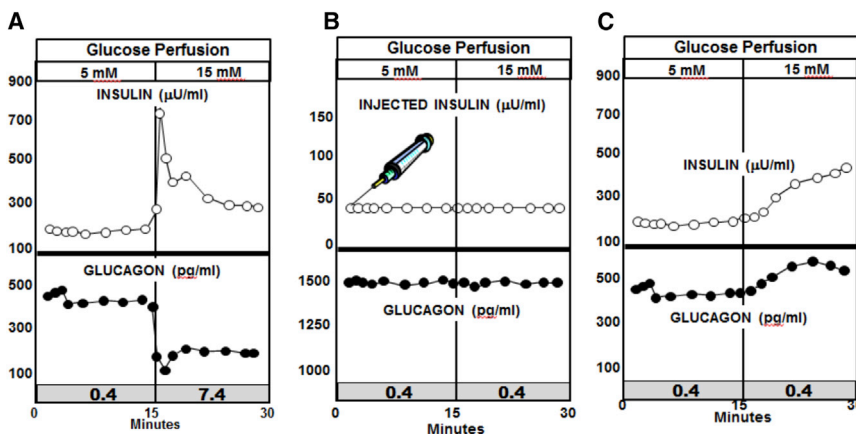 A
Glucose Perfusion
5 mM 15 mM
900
INSULIN (µU/ml)
700
500
300
100
GLUCAGON (pg/ml)
500
300
100
0.4 7.4
0 15 30
Minutes
B
Glucose Perfusion
5 mM 15 mM
150
INJECTED INSULIN (µU/ml)
100
50
0
1500
GLUCAGON
(pg/ml)
1250
1000
0.4 0.4
0 15 30
Minutes
C
Glucose Perfusion
5 mM 15 mM
900
700
500
INSULIN (µU/ml)
300
100
500
300
GLUCAGON (pg/ml)
100
0.4 0.4
0 15 3
Minutes